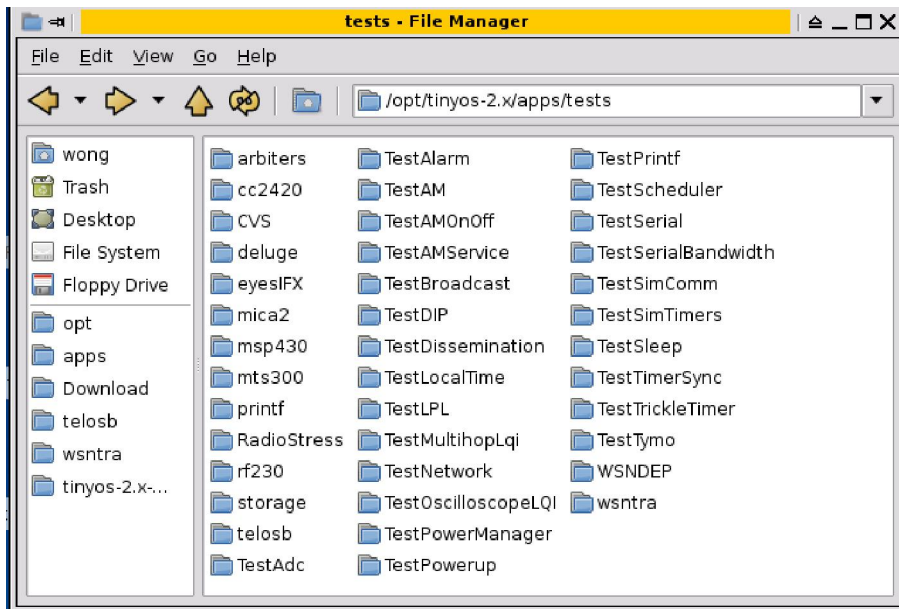 tests - File Manager
File Edit View Go Help
/opt/tinyos-2.x/apps/tests
wong
Trash
Desktop
File System
Floppy Drive
opt
apps
Download
telosb
wsntra
tinyos-2.x-...
arbiters
cc2420
CVS
deluge
eyesIFX
mica2
msp430
mts300
printf
RadioStress
rf230
storage
telosb
TestAdc
TestAlarm
TestAM
TestAMOnOff
TestAMService
TestBroadcast
TestDIP
TestDissemination
TestLocalTime
TestLPL
TestMultihopLqi
TestNetwork
TestOscilloscopeLQI
TestPowerManager
TestPowerup
TestPrintf
TestScheduler
TestSerial
TestSerialBandwidth
TestSimComm
TestSimTimers
TestSleep
TestTimerSync
TestTrickleTimer
TestTymo
WSNDEP
wsntra